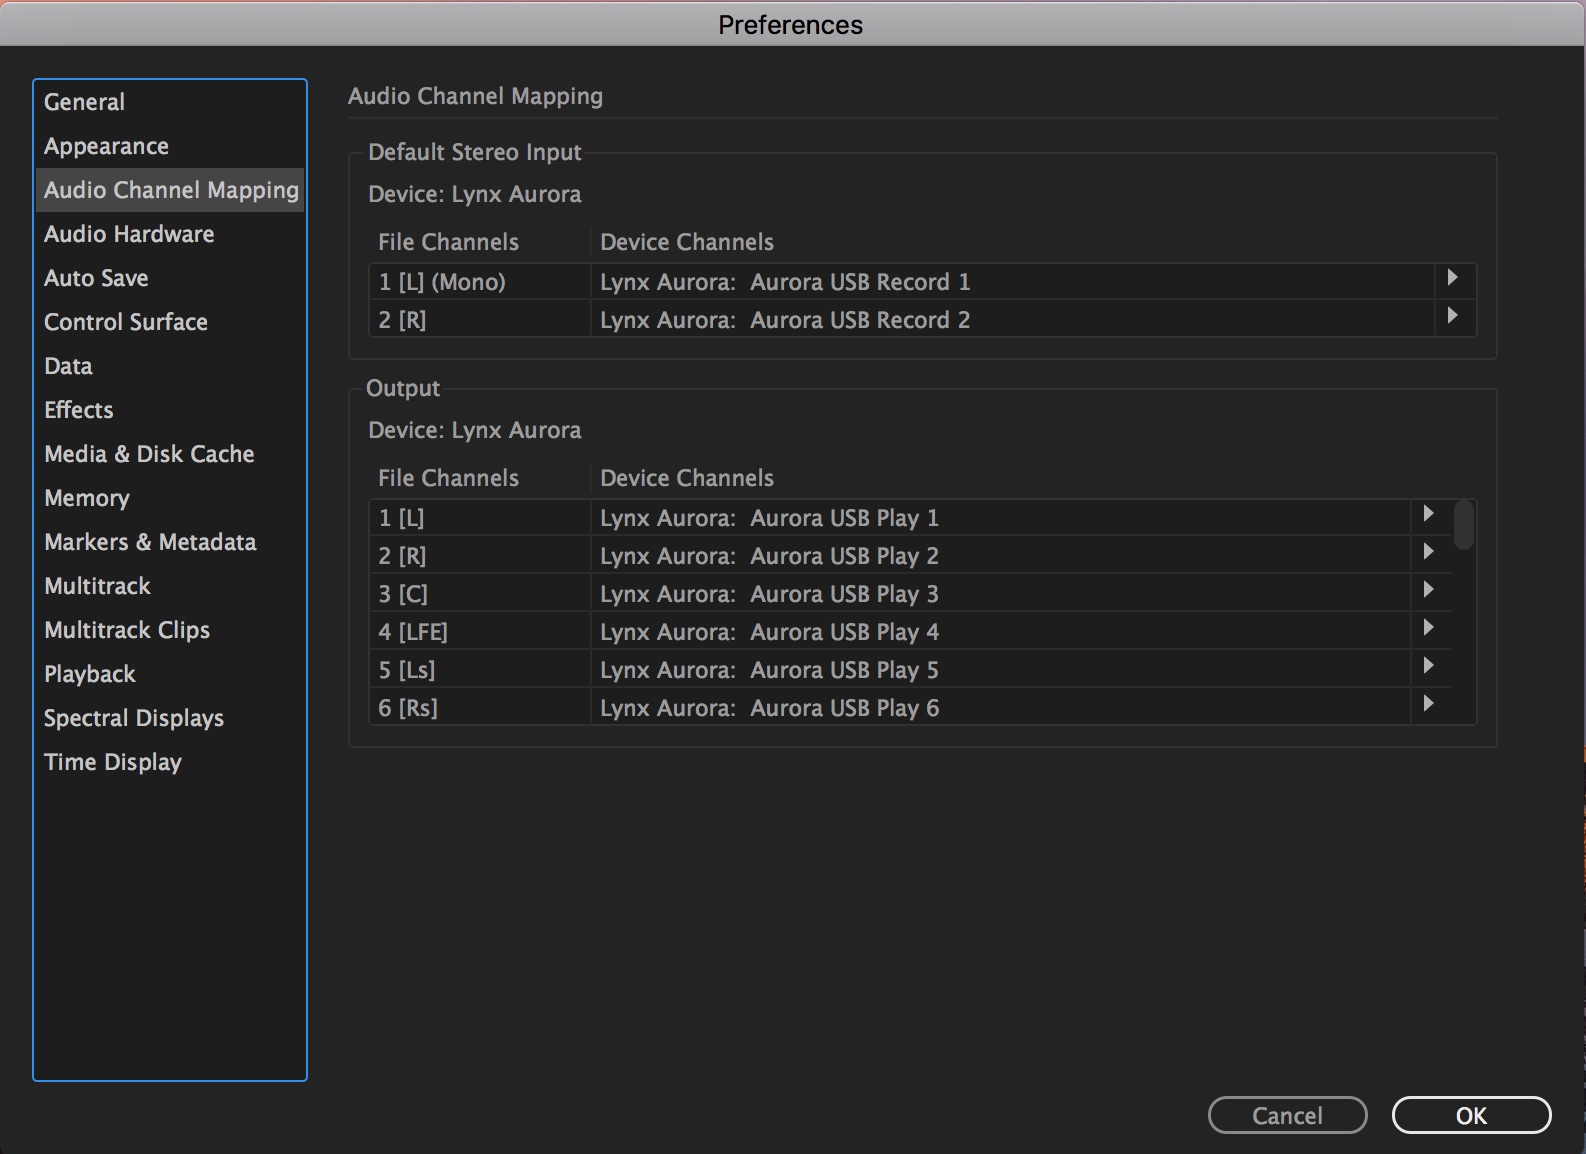 Preferences
General
Appearance
Audio Channel Mapping
Audio Hardware
Auto Save
Control Surface
Data
Effects
Media & Disk Cache
Memory
Markers & Metadata
Multitrack
Multitrack Clips
Playback
Spectral Displays
Time Display
Audio Channel Mapping
Default Stereo Input
Device: Lynx Aurora
File Channels Device Channels
1 [L] (Mono) Lynx Aurora: Aurora USB Record 1
2 [R] Lynx Aurora: Aurora USB Record 2
Output
Device: Lynx Aurora
File Channels Device Channels
1 [L] Lynx Aurora: Aurora USB Play 1
2 [R] Lynx Aurora: Aurora USB Play 2
3 [C] Lynx Aurora: Aurora USB Play 3
4 [LFE] Lynx Aurora: Aurora USB Play 4
5 [Ls] Lynx Aurora: Aurora USB Play 5
6 [Rs] Lynx Aurora: Aurora USB Play 6
Cancel OK